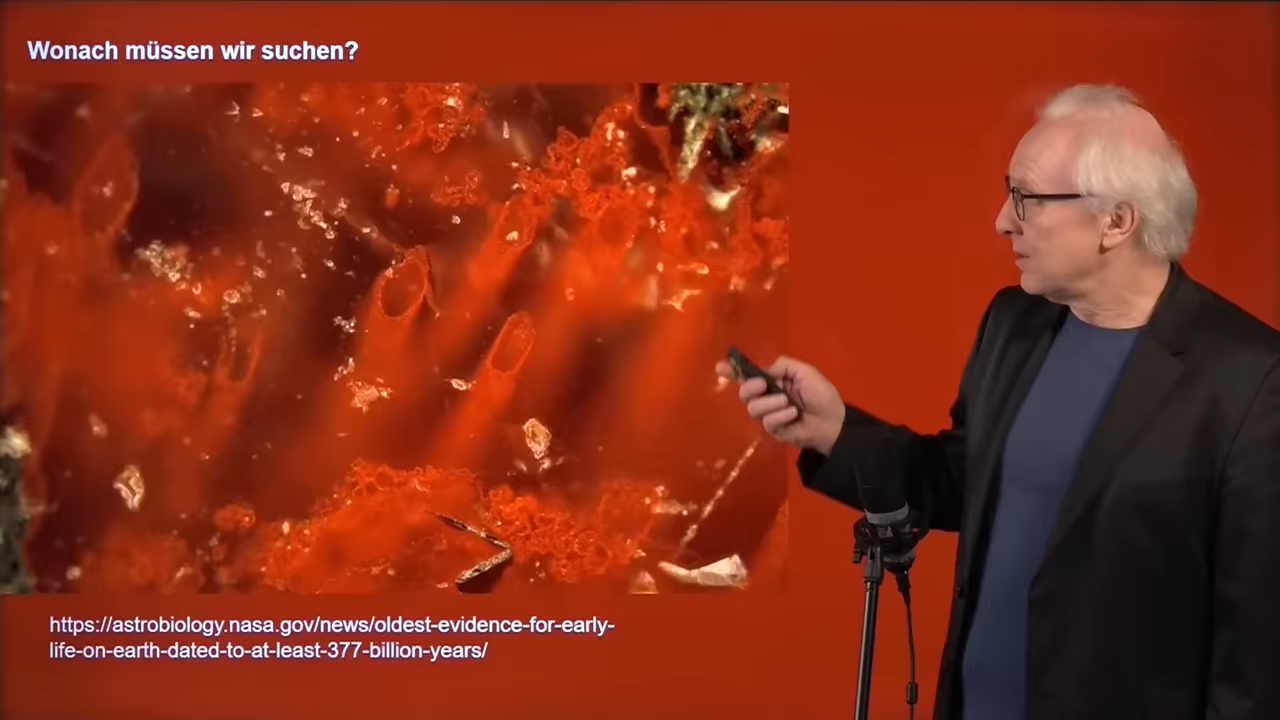 Wonach müssen wir suchen?
https://astrobiology.nasa.gov/news/oldest-evidence-for-early-
life-on-earth-dated-to-at-least-377-billion-years/